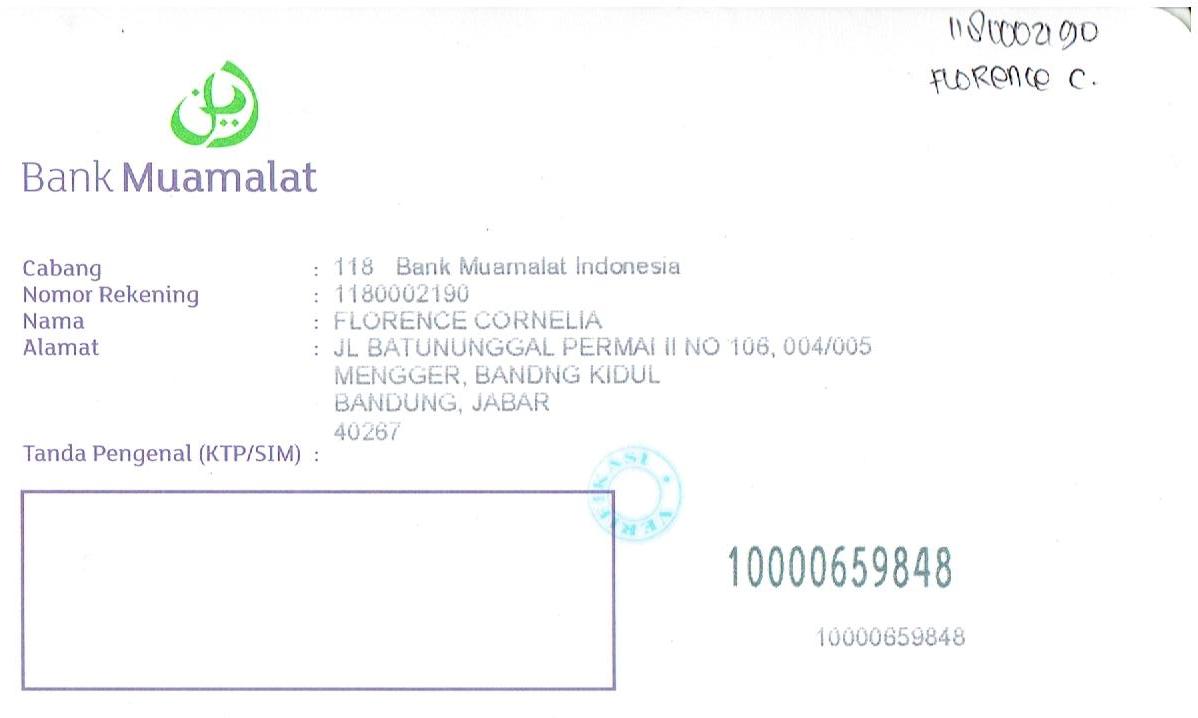 1180002190
FLORENCE C.
Bank Muamalat
Cabang : 118 Bank Muamalat Indonesia
Nomor Rekening : 1180002190
Nama : FLORENCE CORNELIA
Alamat : JL BATUNUNGGAL PERMAI II NO 106, 004/005
MENGGER, BANDNG KIDUL
BANDUNG, JABAR
40267
Tanda Pengenal (KTP/SIM) :
VERIFIKASI
10000659848
10000659848